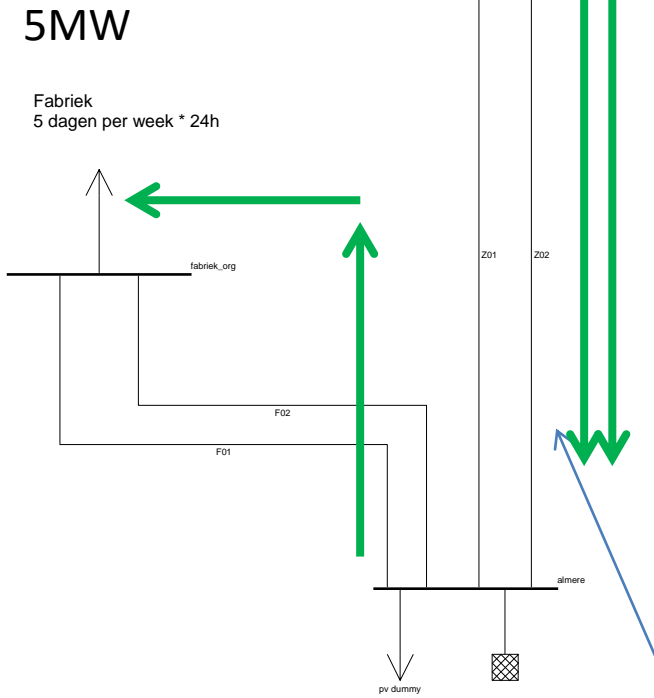 5MW
Fabriek
5 dagen per week * 24h
Z01
Z02
fabriek_org
F02
F01
almere
pv dummy